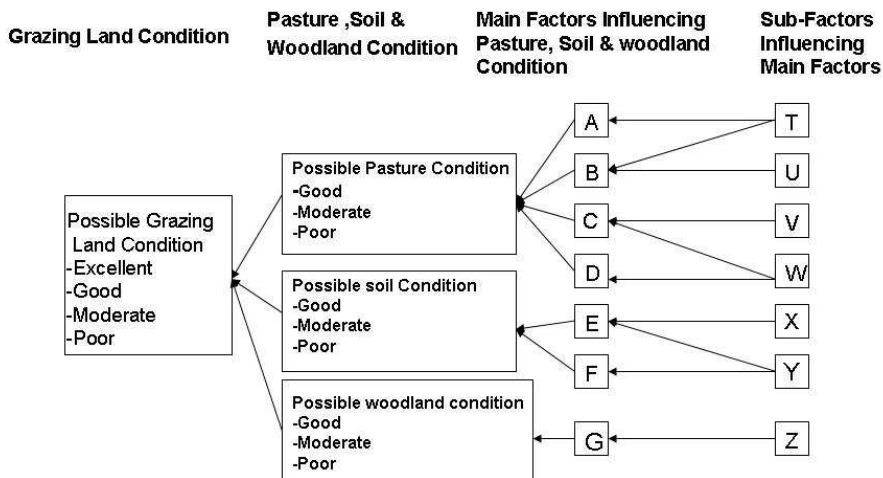 Grazing Land Condition
Pasture ,Soil &
Woodland Condition
Main Factors Influencing
Pasture, Soil & woodland
Condition
Sub-Factors
Influencing
Main Factors
Possible Grazing
Land Condition
-Excellent
-Good
-Moderate
-Poor
Possible Pasture Condition
-Good
-Moderate
-Poor
Possible soil Condition
-Good
-Moderate
-Poor
Possible woodland condition
-Good
-Moderate
-Poor
A
B
C
D
E
F
G
T
U
V
W
X
Y
Z